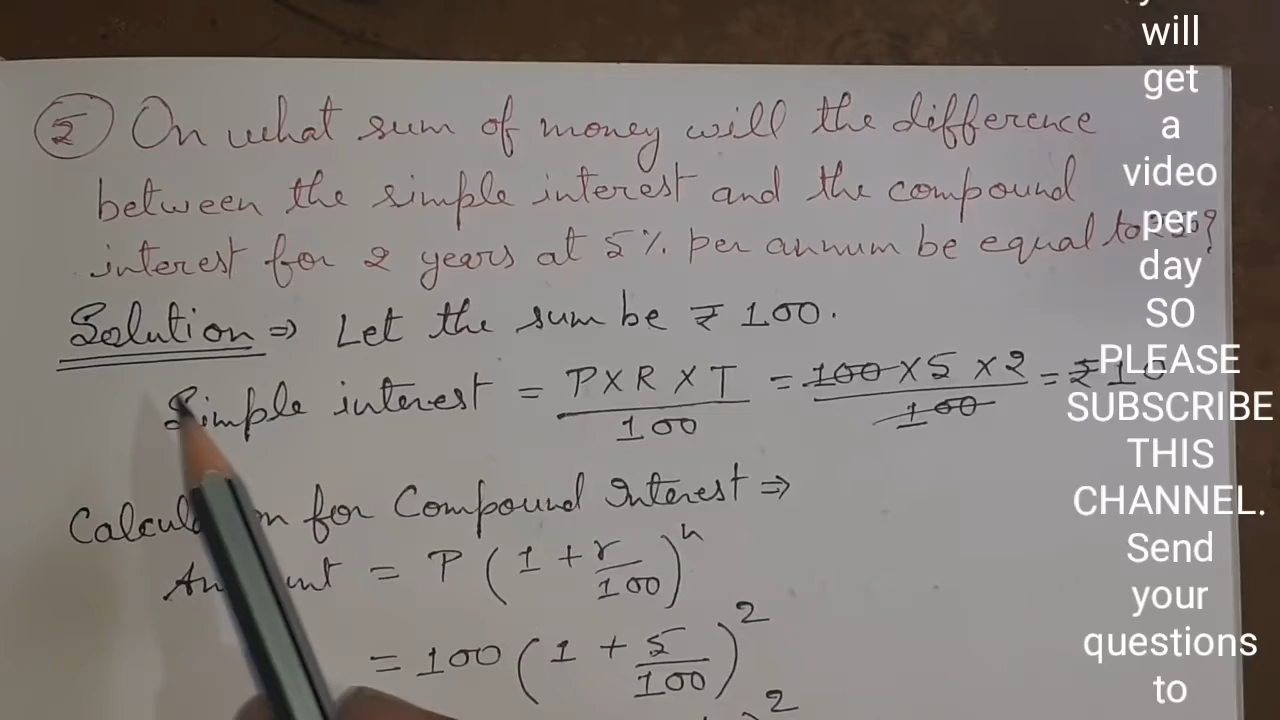 2 On what sum of money will the difference
between the simple interest and the compound
interest for 2 years at 5% per annum be equal to
Solution ⇒ Let the sum be ₹ 100.
Simple interest = P×R×T/100 = 100×5×2/100 = ₹10
for Compound Interest ⇒
= P(1 + r/100)^n
= 100(1 + 5/100)^2
2
will
get
a
video
per
day
SO
PLEASE
SUBSCRIBE
THIS
CHANNEL.
Send
your
questions
to